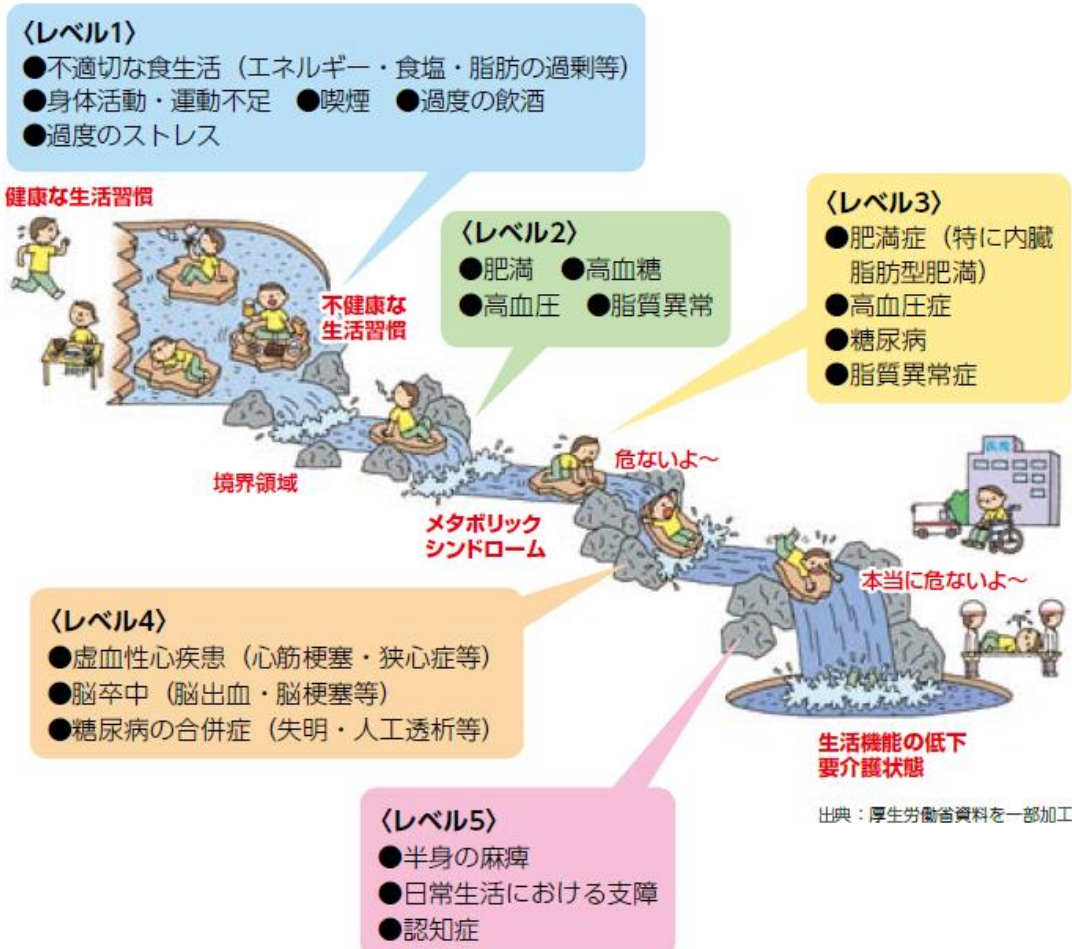 〈レベル1〉
●不適切な食生活（エネルギー・食塩・脂肪の過剰等）
●身体活動・運動不足　●喫煙　●過度の飲酒
●過度のストレス
健康な生活習慣
不健康な
生活習慣
〈レベル2〉
●肥満　●高血糖
●高血圧　●脂質異常
〈レベル3〉
●肥満症（特に内臓
脂肪型肥満）
●高血圧症
●糖尿病
●脂質異常症
境界領域
メタボリック
シンドローム
危ないよ〜
病院
本当に危ないよ〜
〈レベル4〉
●虚血性心疾患（心筋梗塞・狭心症等）
●脳卒中（脳出血・脳梗塞等）
●糖尿病の合併症（失明・人工透析等）
生活機能の低下
要介護状態
出典：厚生労働省資料を一部加工
〈レベル5〉
●半身の麻痺
●日常生活における支障
●認知症